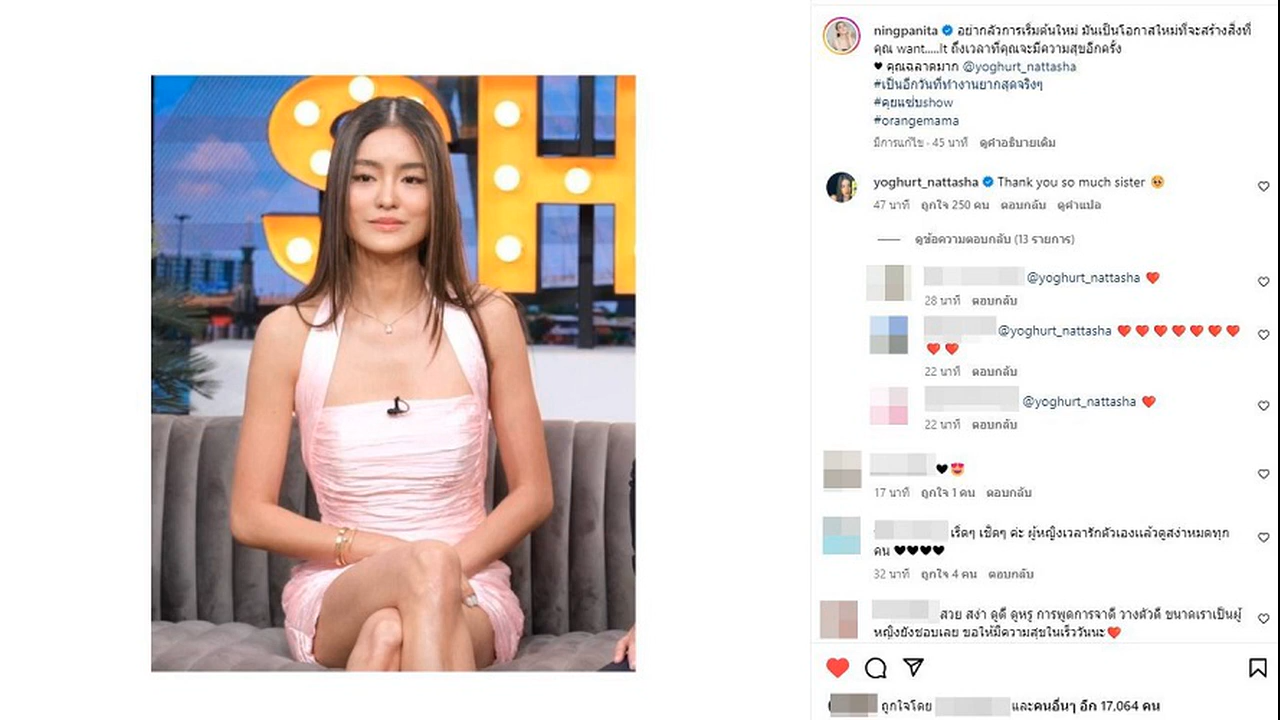 SH
ningpanita อย่ากลัวการเริ่มต้นใหม่ มันเป็นโอกาสใหม่ที่จะสร้างสิ่งที่
คุณ want.....It ถึงเวลาที่คุณจะมีความสุขอีกครั้ง
♥ คุณฉลาดมาก @yoghurt_nattasha
#เป็นอีกวันที่ทำงานยากสุดจริงๆ
#คุยแซ่บshow
#orangemama
มีการแก้ไข · 45 นาที ดูคำอธิบายเดิม
yoghurt_nattasha Thank you so much sister 🥺
47 นาที ถูกใจ 250 คน ตอบกลับ ดูคำแปล
ดูข้อความตอบกลับ (13 รายการ)
@yoghurt_nattasha ❤️
28 นาที ตอบกลับ
@yoghurt_nattasha ❤️❤️❤️❤️❤️❤️❤️
❤️❤️
22 นาที ตอบกลับ
@yoghurt_nattasha ❤️
22 นาที ตอบกลับ
🖤😍
17 นาที ถูกใจ 1 คน ตอบกลับ
เริ่ดๆ เชิดๆ ค่ะ ผู้หญิงเวลารักตัวเองแล้วดูสง่าหมดทุก
คน 🖤🖤🖤🖤
32 นาที ถูกใจ 4 คน ตอบกลับ
สวย สง่า ดูดี ดูหรู การพูดการจาดี วางตัวดี ขนาดเราเป็นผู้
หญิงยังชอบเลย ขอให้มีความสุขในเร็ววันนะ❤️
ถูกใจโดย และคนอื่นๆ อีก 17,064 คน